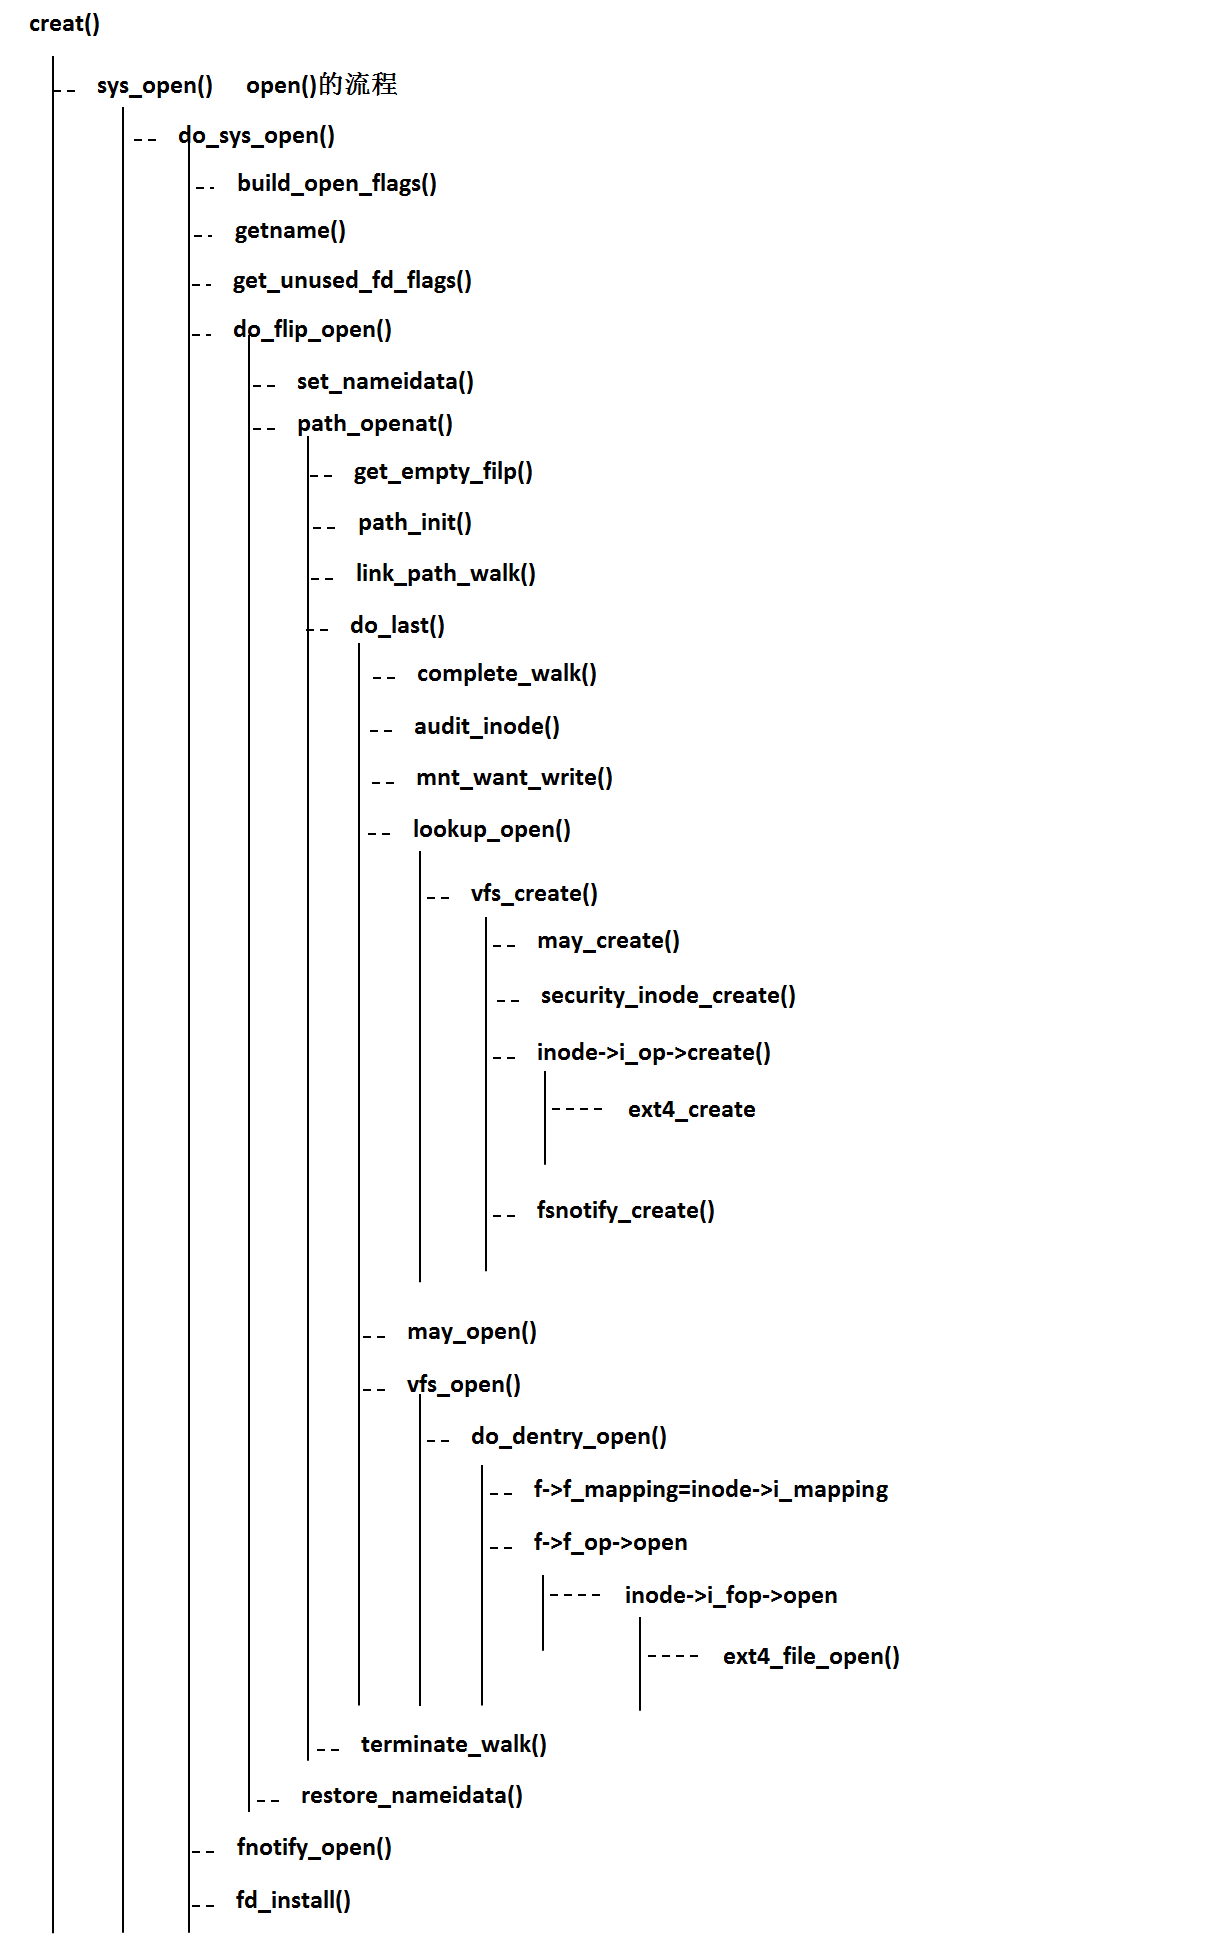 creat()
sys_open() open()的流程
do_sys_open()
build_open_flags()
getname()
get_unused_fd_flags()
do_flip_open()
set_nameidata()
path_openat()
get_empty_filp()
path_init()
link_path_walk()
do_last()
complete_walk()
audit_inode()
mnt_want_write()
lookup_open()
vfs_create()
may_create()
security_inode_create()
inode->i_op->create()
ext4_create
fsnotify_create()
may_open()
vfs_open()
do_dentry_open()
f->f_mapping=inode->i_mapping
f->f_op->open
inode->i_fop->open
ext4_file_open()
terminate_walk()
restore_nameidata()
fnotify_open()
fd_install()